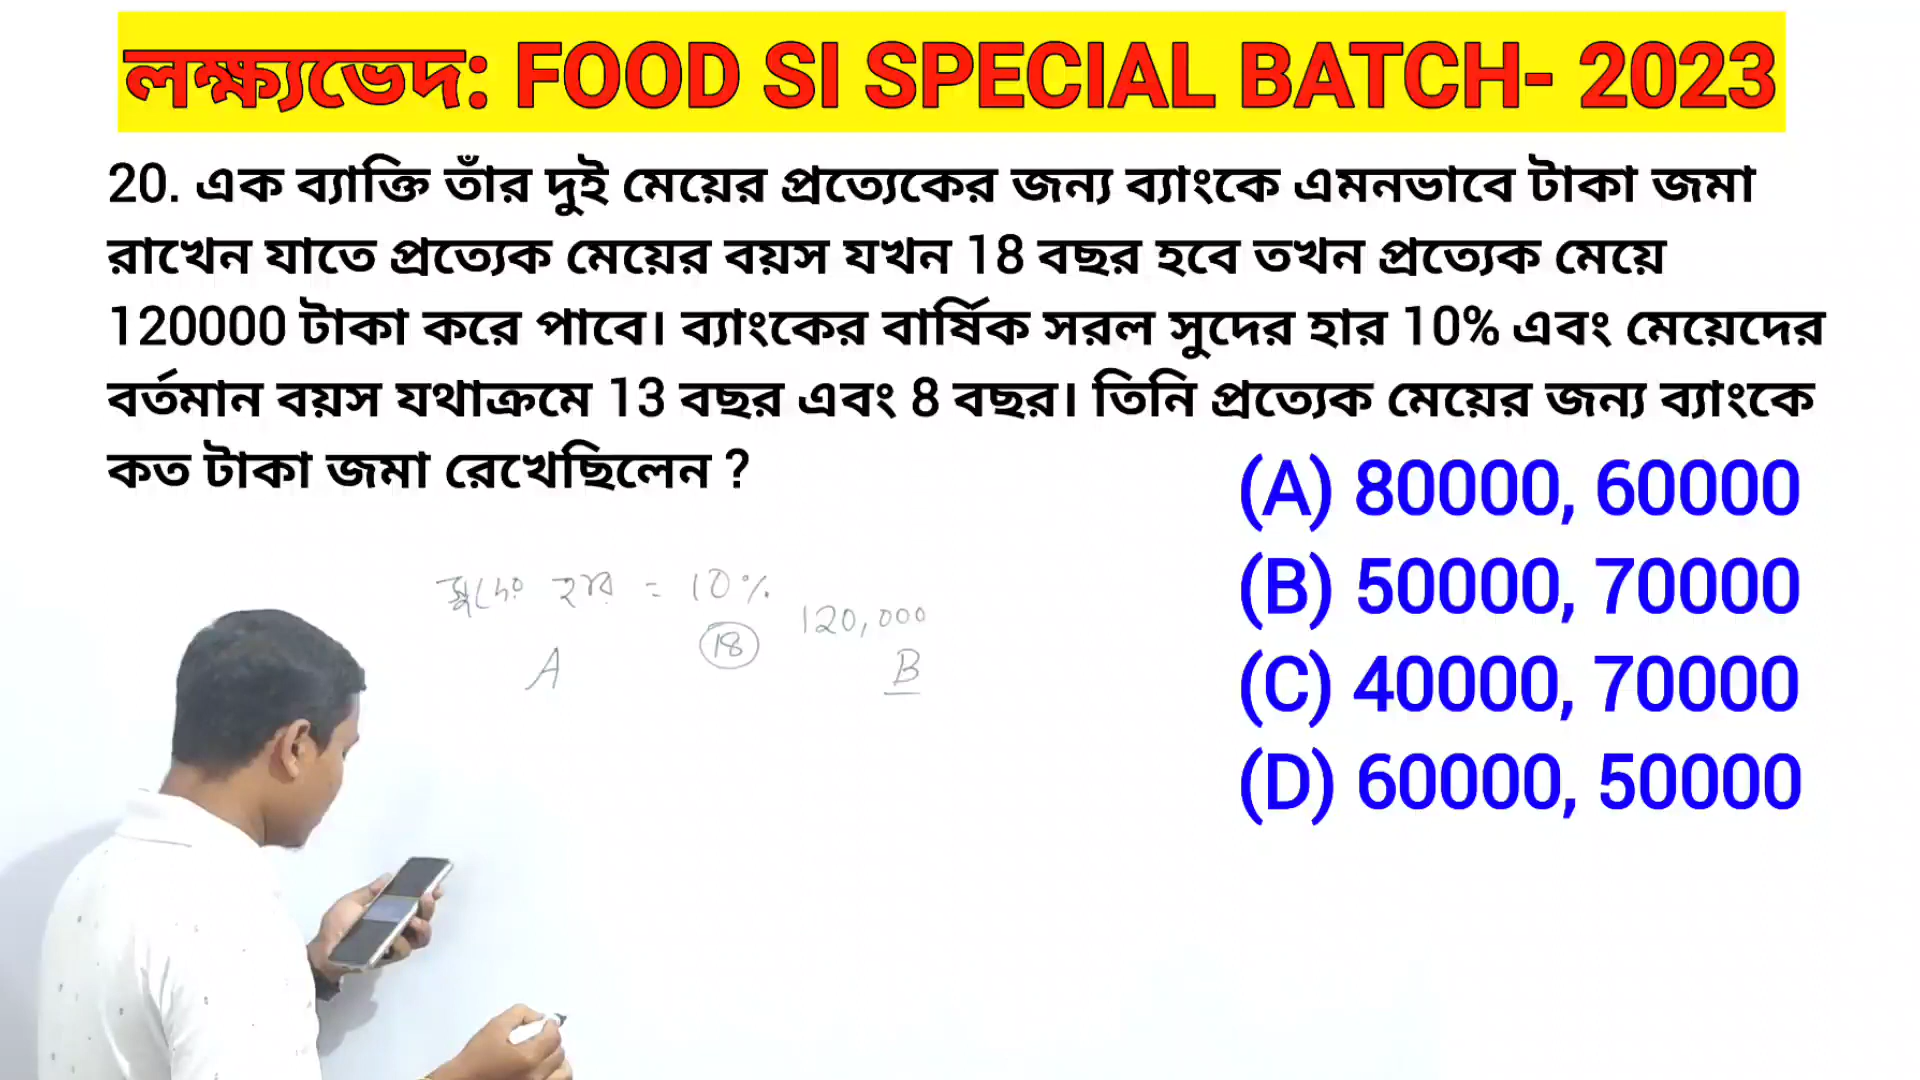 লক্ষ্যভেদ: FOOD SI SPECIAL BATCH- 2023
20. এক ব্যাক্তি তাঁর দুই মেয়ের প্রত্যেকের জন্য ব্যাংকে এমনভাবে টাকা জমা
রাখেন যাতে প্রত্যেক মেয়ের বয়স যখন 18 বছর হবে তখন প্রত্যেক মেয়ে
120000 টাকা করে পাবে। ব্যাংকের বার্ষিক সরল সুদের হার 10% এবং মেয়েদের
বর্তমান বয়স যথাক্রমে 13 বছর এবং 8 বছর। তিনি প্রত্যেক মেয়ের জন্য ব্যাংকে
কত টাকা জমা রেখেছিলেন ?
(A) 80000, 60000
(B) 50000, 70000
(C) 40000, 70000
(D) 60000, 50000
সুদের হার = 10%
120,000
A 18 B